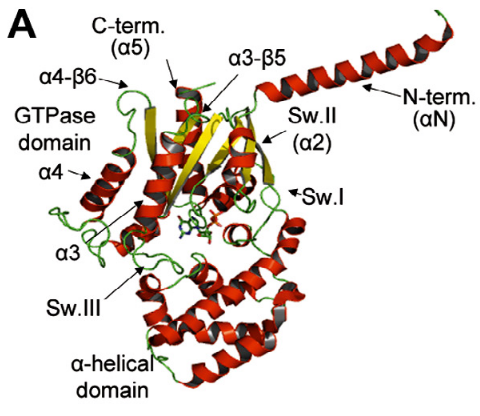 A
C-term.
(α5)
α3-β5
α4-β6
N-term.
(αN)
GTPase
domain
Sw.II
(α2)
α4
Sw.I
α3
Sw.III
α-helical
domain